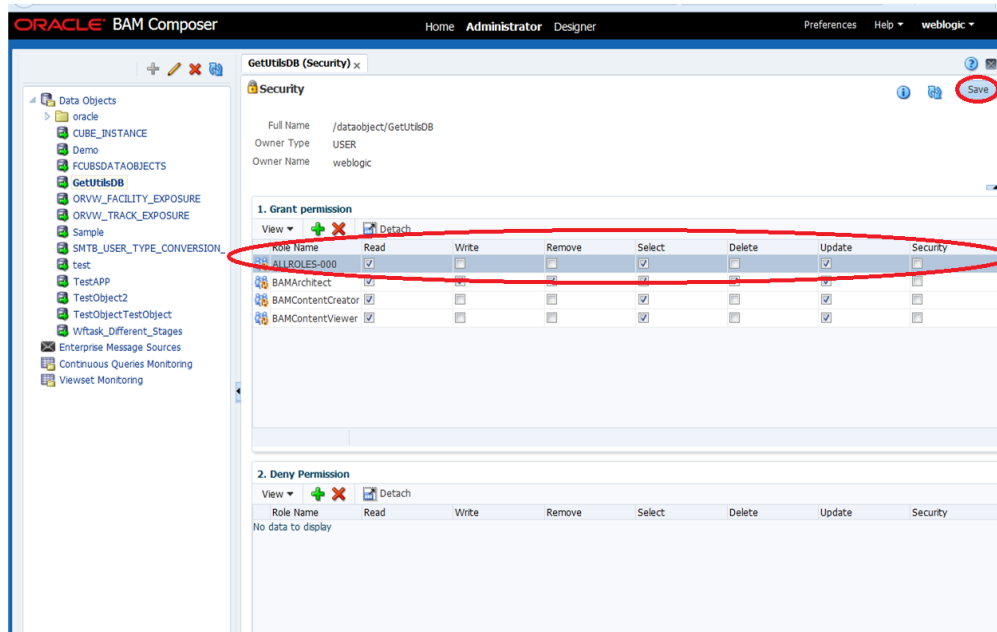 ORACLE BAM Composer Home Administrator Designer Preferences Help weblogic
GetUtilsDB (Security)
Security
Save
Full Name /dataobject/GetUtilsDB
Owner Type USER
Owner Name weblogic
Data Objects
oracle
CUBE_INSTANCE
Demo
FCUBSDATAOBJECTS
GetUtilsDB
ORVW_FACILITY_EXPOSURE
ORVW_TRACK_EXPOSURE
Sample
SMTB_USER_TYPE_CONVERSION_
test
TestAPP
TestObject2
TestObjectTestObject
Wftask_Different_Stages
Enterprise Message Sources
Continuous Queries Monitoring
Viewset Monitoring
1. Grant permission
View Detach
Role Name Read Write Remove Select Delete Update Security
ALLROLES-000
BAMArchitect
BAMContentCreator
BAMContentViewer
2. Deny Permission
View Detach
Role Name Read Write Remove Select Delete Update Security
No data to display